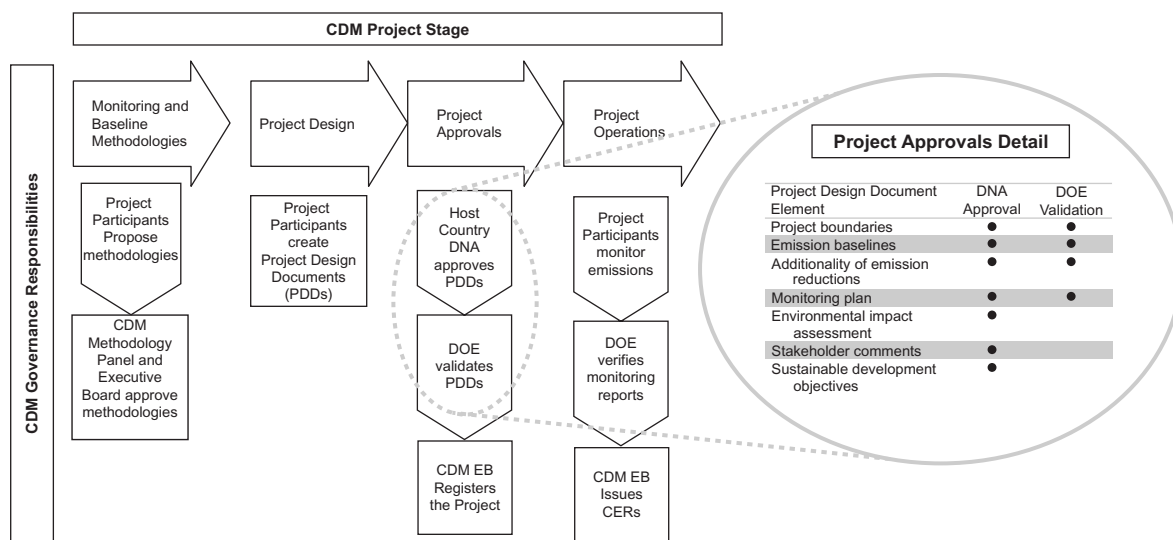 CDM Project Stage
CDM Governance Responsibilities
Monitoring and
Baseline
Methodologies
Project Design
Project
Approvals
Project
Operations
Project
Participants
Propose
methodologies
CDM
Methodology
Panel and
Executive
Board approve
methodologies
Project
Participants
create
Project Design
Documents
(PDDs)
Host
Country
DNA
approves
PDDs
DOE
validates
PDDs
CDM EB
Registers
the Project
Project
Participants
monitor
emissions
DOE
verifies
monitoring
reports
CDM EB
Issues
CERs
Project Approvals Detail
Project Design Document DNA DOE
Element Approval Validation
Project boundaries ● ●
Emission baselines ● ●
Additionality of emission ● ●
reductions
Monitoring plan ● ●
Environmental impact ●
assessment
Stakeholder comments ●
Sustainable development ●
objectives